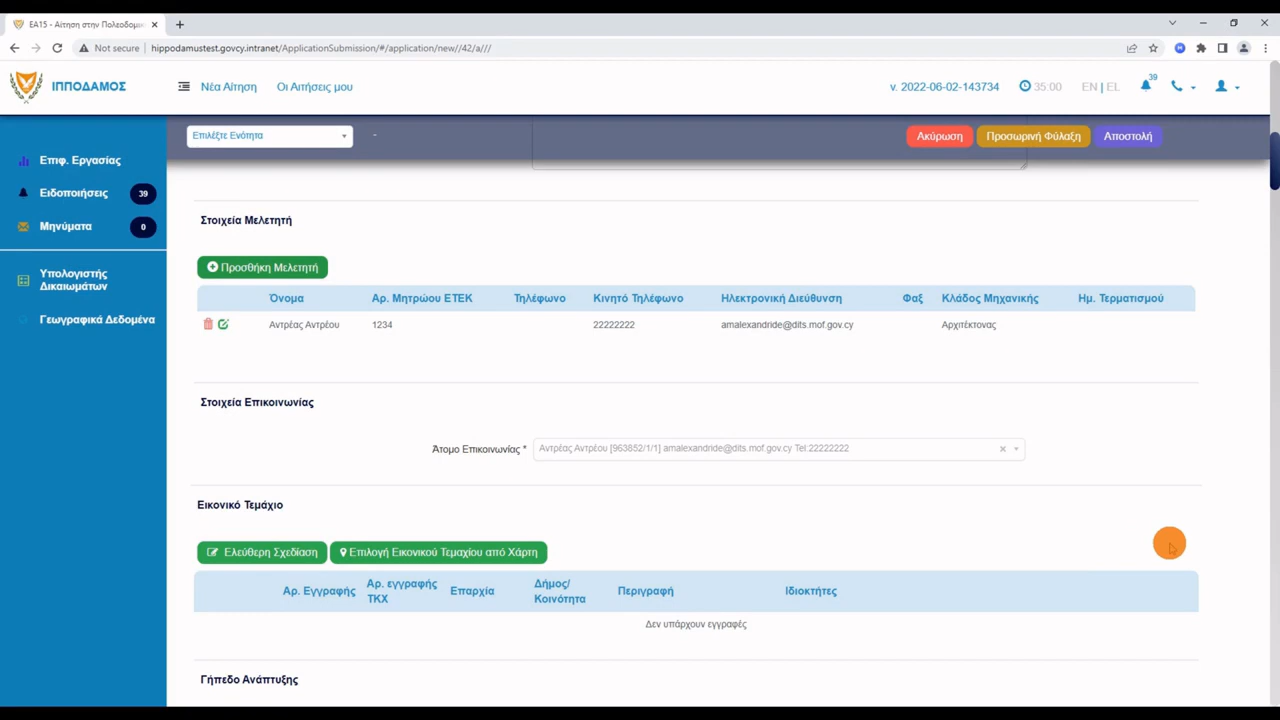 ΕΑ15 - Αίτηση στην Πολεοδομι
Not secure
hippodamustest.govcy.intranet/ApplicationSubmission/#/application/new//42/a///
ΙΠΠΟΔΑΜΟΣ
Νέα Αίτηση
Οι Αιτήσεις μου
v. 2022-06-02-143734
35:00
EN | EL
39
Επιλέξτε Ενότητα
-
Ακύρωση
Προσωρινή Φύλαξη
Αποστολή
Επιφ. Εργασίας
Ειδοποιήσεις 39
Μηνύματα 0
Υπολογιστής
Δικαιωμάτων
Γεωγραφικά Δεδομένα
Στοιχεία Μελετητή
Προσθήκη Μελετητή
Όνομα Αρ. Μητρώου ΕΤΕΚ Τηλέφωνο Κινητό Τηλέφωνο Ηλεκτρονική Διεύθυνση Φαξ Κλάδος Μηχανικής Ημ. Τερματισμού
Αντρέας Αντρέου 1234 22222222 amalexandride@dits.mof.gov.cy Αρχιτέκτονας
Στοιχεία Επικοινωνίας
Άτομο Επικοινωνίας * Αντρέας Αντρέου [963852/1/1] amalexandride@dits.mof.gov.cy Tel:22222222
Εικονικό Τεμάχιο
Ελεύθερη Σχεδίαση
Επιλογή Εικονικού Τεμαχίου από Χάρτη
Αρ. Εγγραφής Αρ. εγγραφής ΤΚΧ Επαρχία Δήμος/ Κοινότητα Περιγραφή Ιδιοκτήτες
Δεν υπάρχουν εγγραφές
Γήπεδο Ανάπτυξης